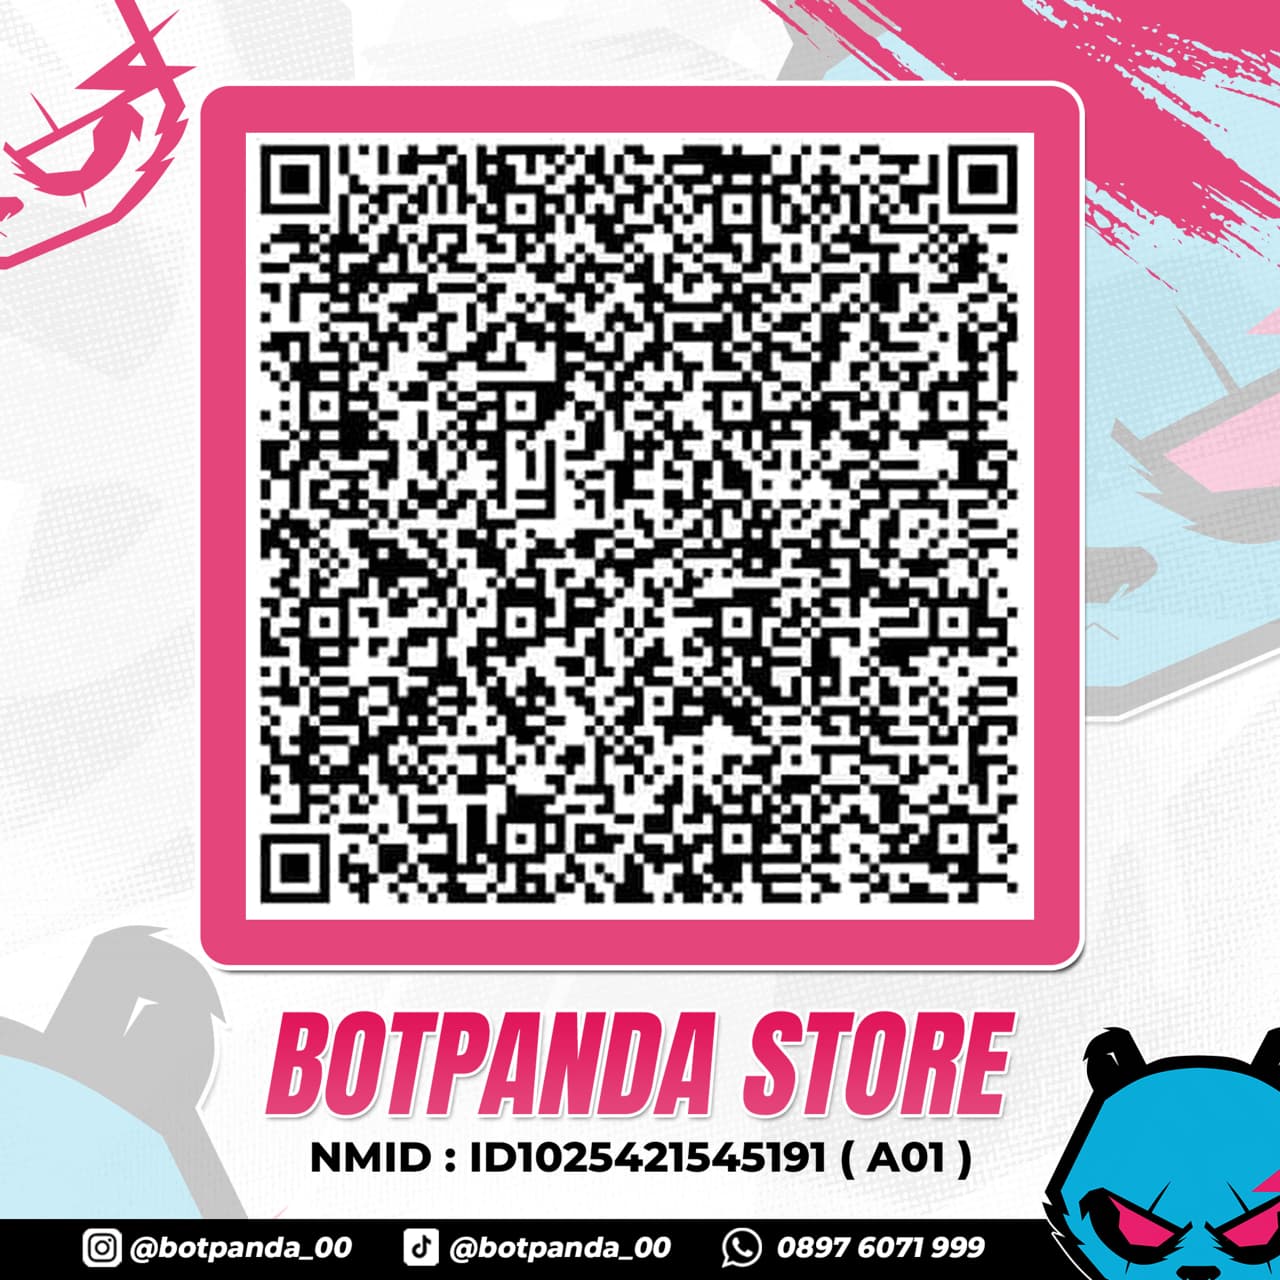 BOTPANDA STORE
NMID : ID1025421545191 ( A01 )
@botpanda_00 @botpanda_00 0897 6071 999